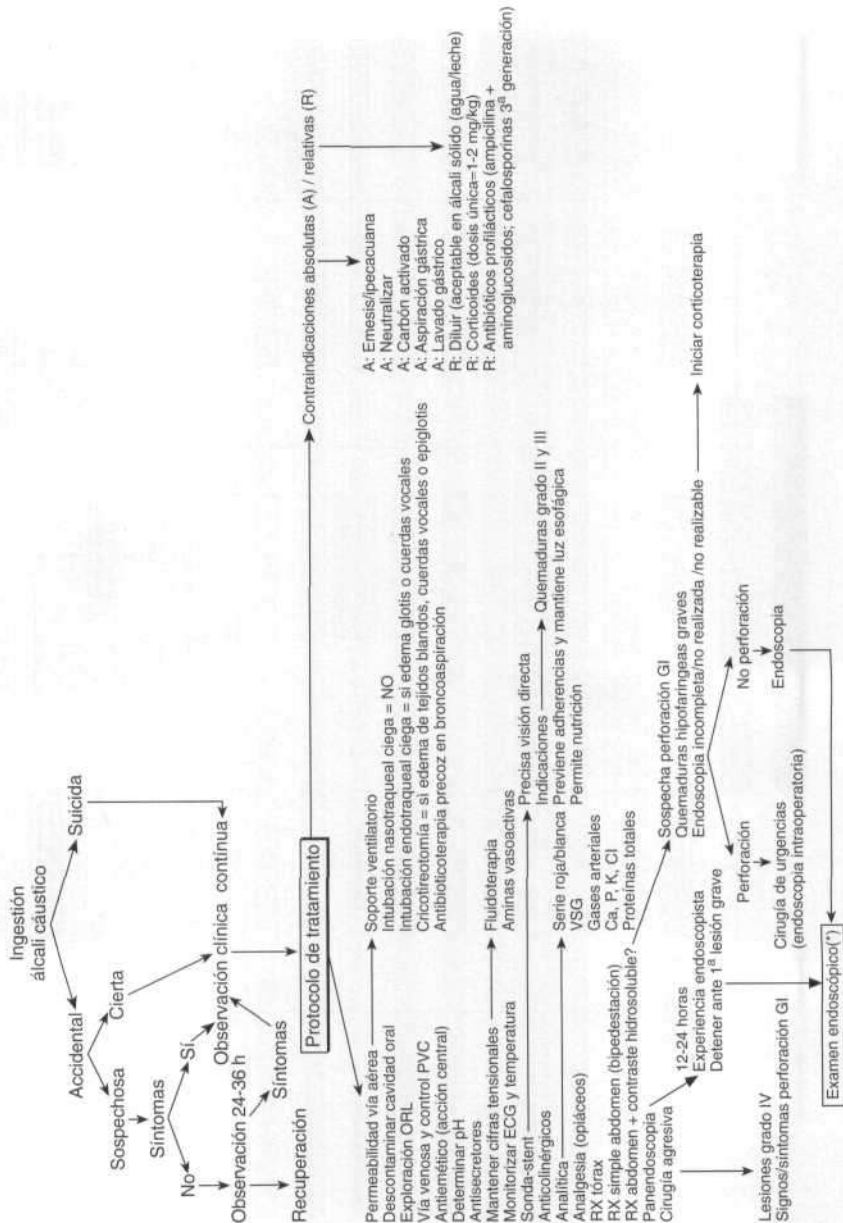 Ingestión
álcali cáustico
Accidental
Suicida
Sospechosa
Cierta
Síntomas
No
Sí
Observación 24-36 h
Observación clínica contínua
Recuperación
Síntomas
Protocolo de tratamiento
Contraindicaciones absolutas (A) / relativas (R)
A: Emesis/ipecacuana
A: Neutralizar
A: Carbón activado
A: Aspiración gástrica
A: Lavado gástrico
R: Diluir (aceptable en álcali sólido (agua/leche)
R: Corticoides (dosis única=1-2 mg/kg)
R: Antibióticos profilácticos (ampicilina +
aminoglucosidos; cefalosporinas 3ª generación)
Permeabilidad vía aérea
Descontaminar cavidad oral
Exploración ORL
Vía venosa y control PVC
Antiemético (acción central)
Determinar pH
Antisecretores
Mantener cifras tensionales
Monitorizar ECG y temperatura
Sonda-stent
Anticolinérgicos
Analítica
Analgesia (opiáceos)
RX tórax
RX simple abdomen (bipedestación)
RX abdomen + contraste hidrosoluble?
Panendoscopia
Cirugía agresiva
Soporte ventilatorio
Intubación nasotraqueal ciega = NO
Intubación endotraqueal ciega = si edema glotis o cuerdas vocales
Cricotireotomía = si edema de tejidos blandos, cuerdas vocales o epiglotis
Antibioticoterapia precoz en broncoaspiración
Fluidoterapia
Aminas vasoactivas
Precisa visión directa
Indicaciones
Quemaduras grado II y III
Previene adherencias y mantiene luz esofágica
Permite nutrición
Serie roja/blanca
VSG
Gases arteriales
Ca, P, K, Cl
Proteínas totales
Sospecha perforación GI
Quemaduras hipofaríngeas graves
Endoscopia incompleta/no realizada /no realizable
Iniciar corticoterapia
12-24 horas
Experiencia endoscopista
Detener ante 1ª lesión grave
Perforación
No perforación
Cirugía de urgencias
(endoscopia intraoperatoria)
Endoscopia
Lesiones grado IV
Signos/síntomas perforación GI
Examen endoscópico(*)